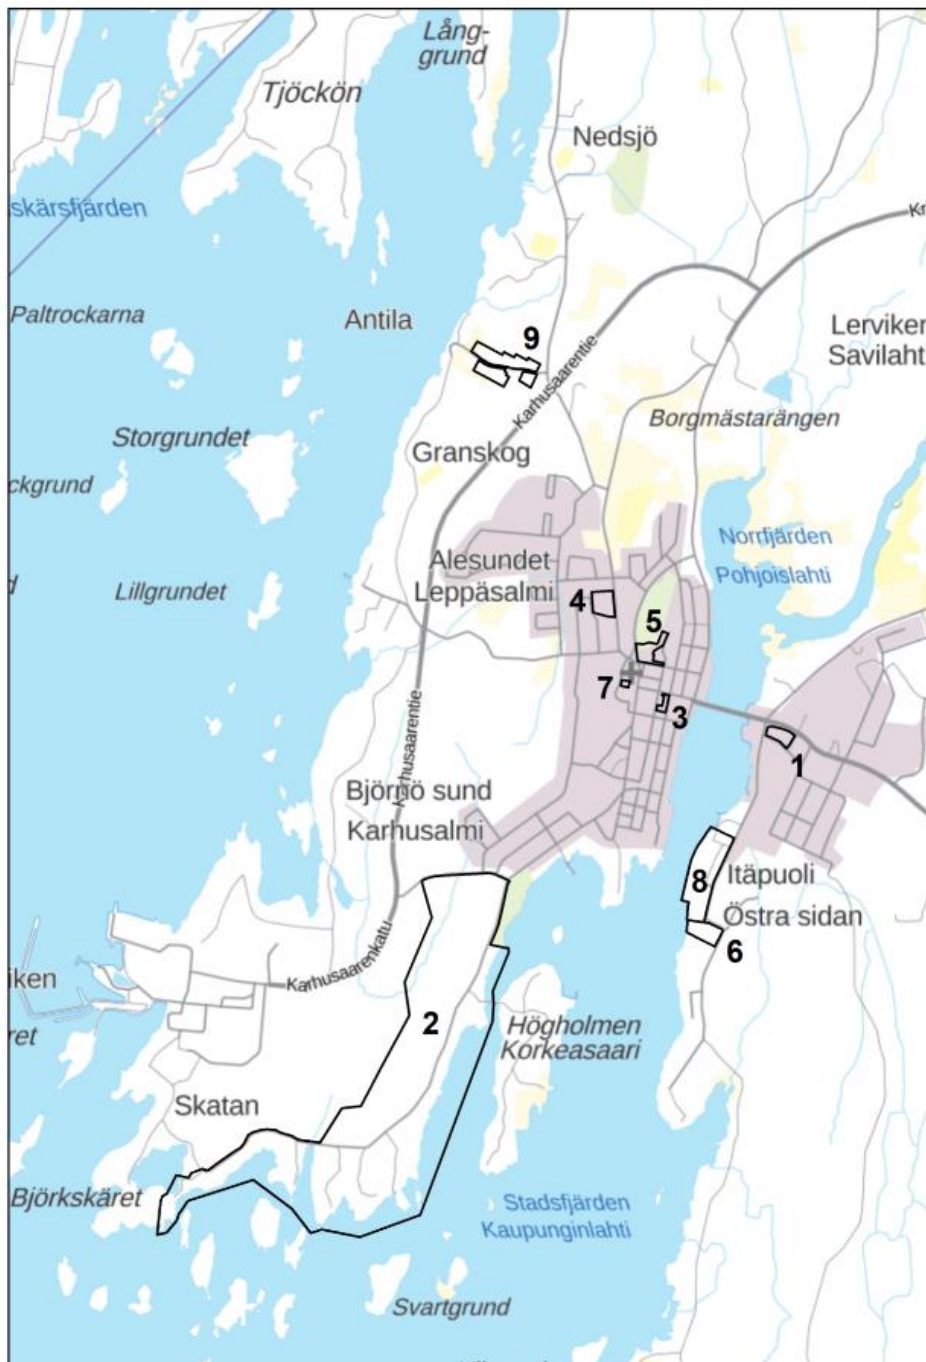 Lång-
grund
Tjöckön
Nedsjö
skärsfjärden
Kr
Paltrockarna
Antila
9
Lerviken
Savilaht
Karhusaarentie
Borgmästarängen
Storgrundet
Granskog
ckgrund
Norrfjärden
Pohjoislahti
Alesundet
Leppäsalmi
4
5
Lillgrundet
7
3
Karhusaarentie
1
Björnö sund
Karhusalmi
8
Itäpuoli
Östra sidan
6
Karhusaarenkatu
iken
2
Högholmen
Korkeasaari
ret
Skatan
Björkskäret
Stadsfjärden
Kaupunginlahti
Svartgrund